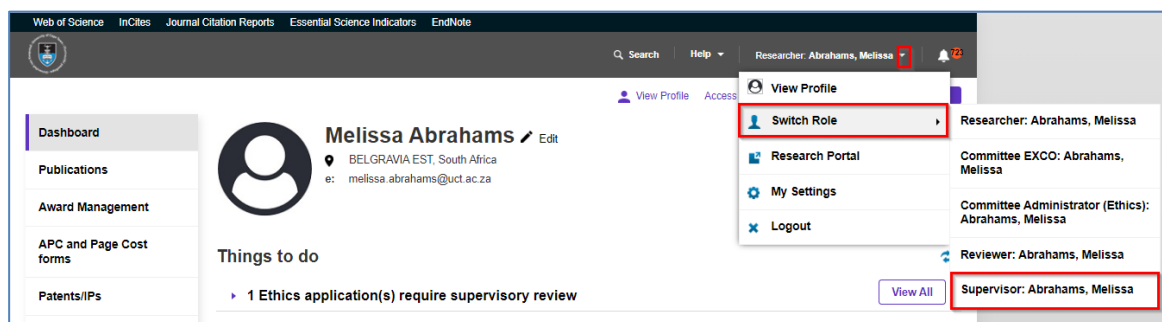 Web of Science InCites Journal Citation Reports Essential Science Indicators EndNote
Search Help Researcher: Abrahams, Melissa
View Profile Access
View Profile
Switch Role
Research Portal
My Settings
Logout
Researcher: Abrahams, Melissa
Committee EXCO: Abrahams,
Melissa
Committee Administrator (Ethics):
Abrahams, Melissa
Reviewer: Abrahams, Melissa
Supervisor: Abrahams, Melissa
Dashboard
Publications
Award Management
APC and Page Cost
forms
Patents/IPs
Melissa Abrahams Edit
BELGRAVIA EST, South Africa
e: melissa.abrahams@uct.ac.za
Things to do
1 Ethics application(s) require supervisory review
View All